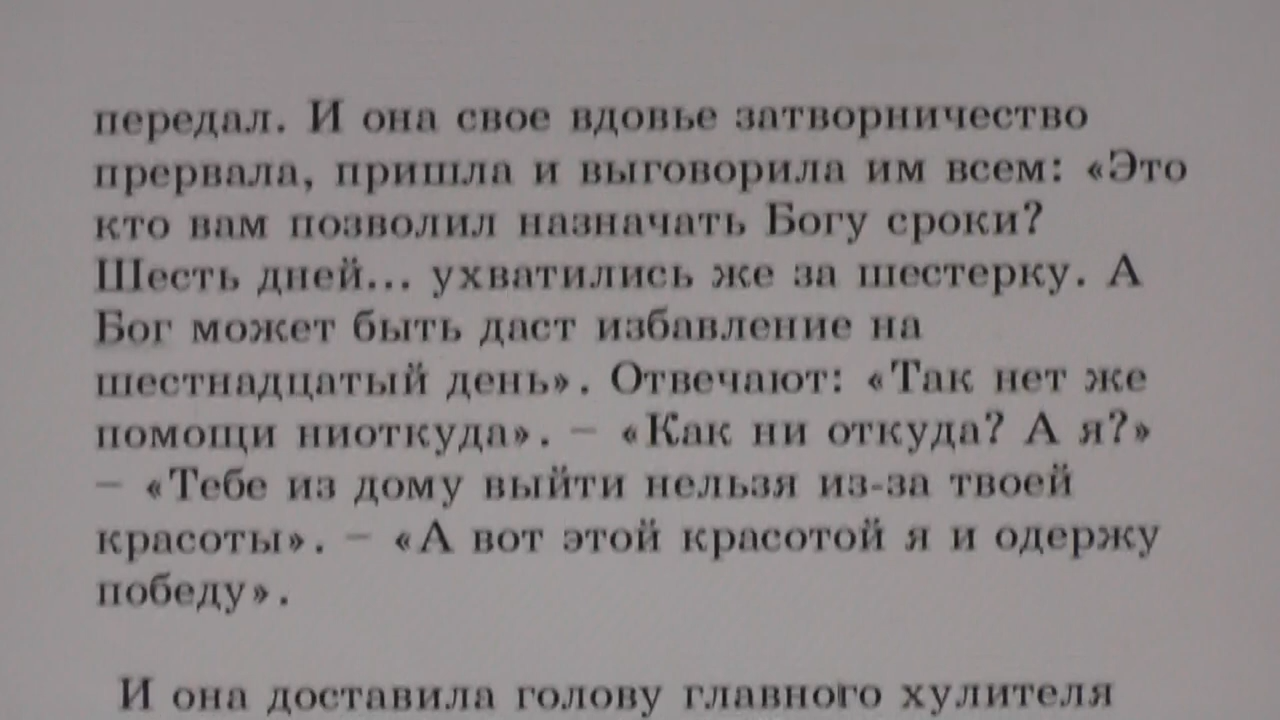 передал. И она свое вдовье затворничество
прервала, пришла и выговорила им всем: «Это
кто вам позволил назначать Богу сроки?
Шесть дней... ухватились же за шестерку. А
Бог может быть даст избавление на
шестнадцатый день». Отвечают: «Так нет же
помощи ниоткуда». – «Как ни откуда? А я?»
– «Тебе из дому выйти нельзя из-за твоей
красоты». – «А вот этой красотой я и одержу
победу».
И она доставила голову главного хулителя